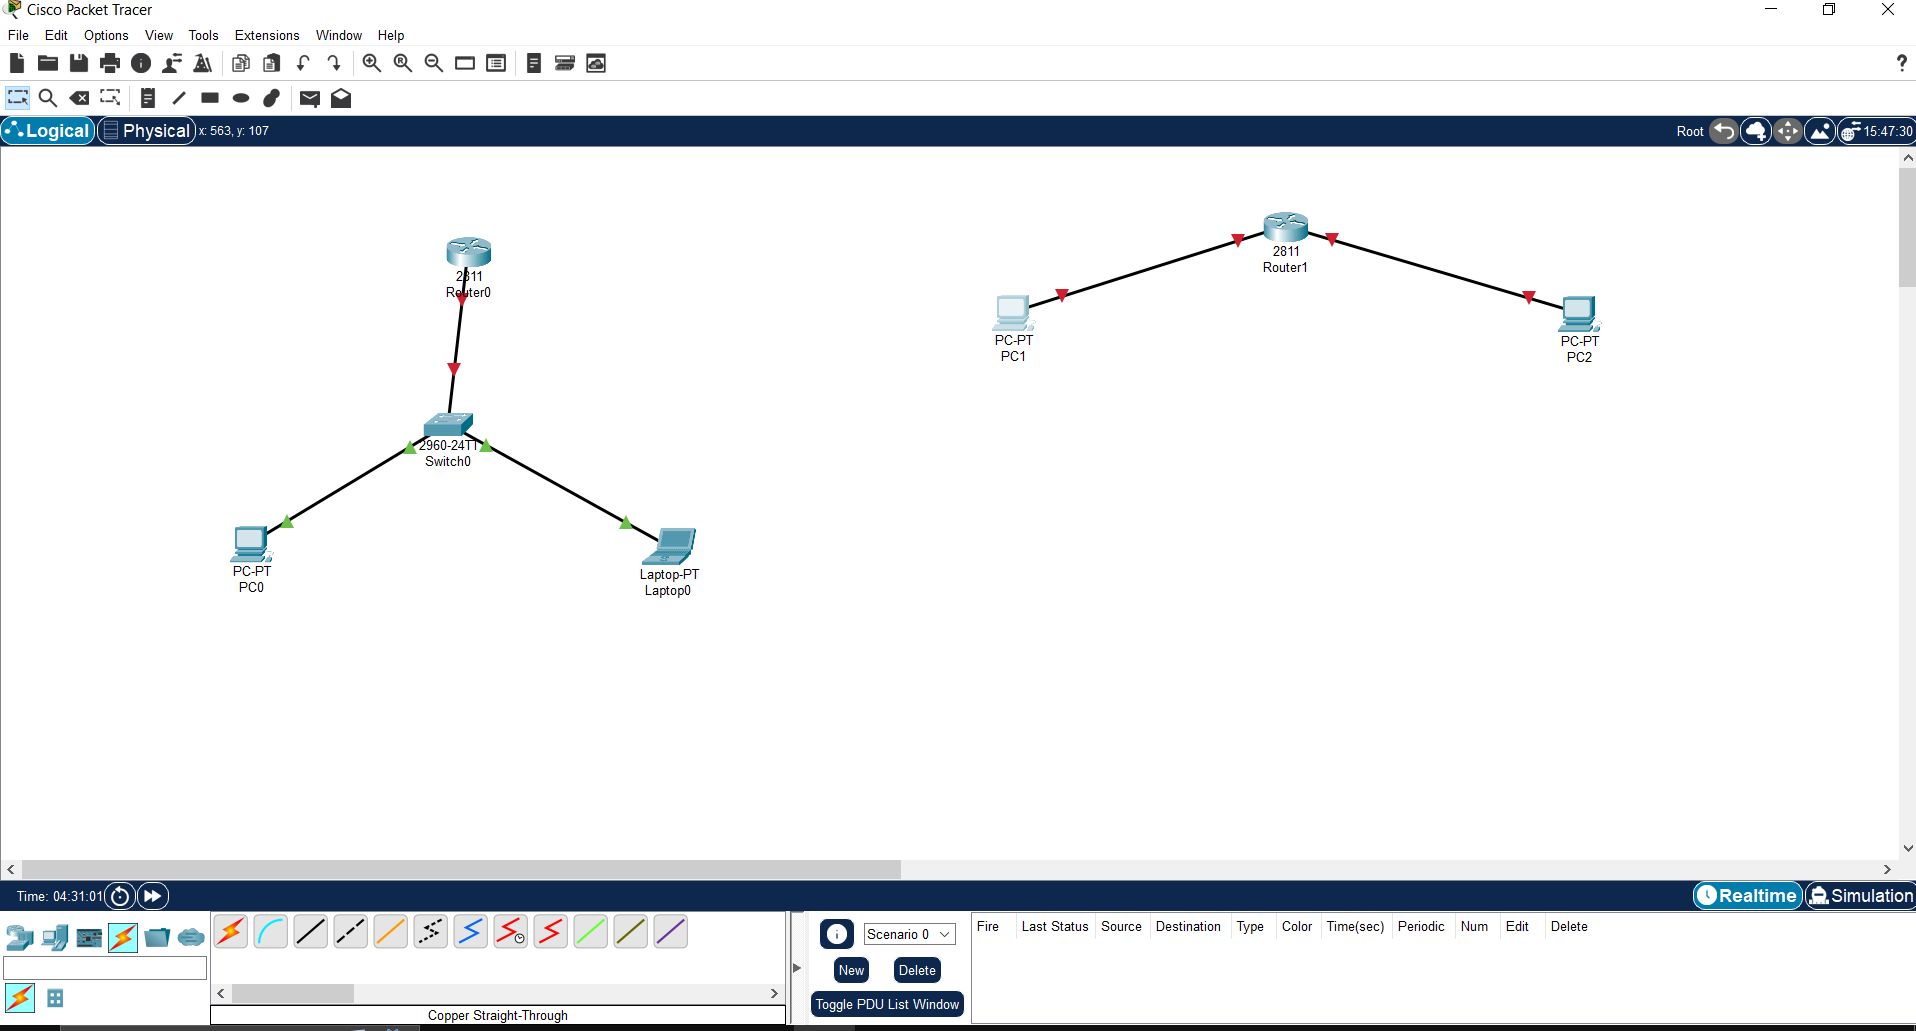 Cisco Packet Tracer
File Edit Options View Tools Extensions Window Help
?
Logical Physical x: 563, y: 107 Root 15:47:30
2811
Router0
2811
Router1
PC-PT
PC1
PC-PT
PC2
2960-24TT
Switch0
PC-PT
PC0
Laptop-PT
Laptop0
Time: 04:31:01 Realtime Simulation
Scenario 0
New Delete
Toggle PDU List Window
Fire Last Status Source Destination Type Color Time(sec) Periodic Num Edit Delete
Copper Straight-Through